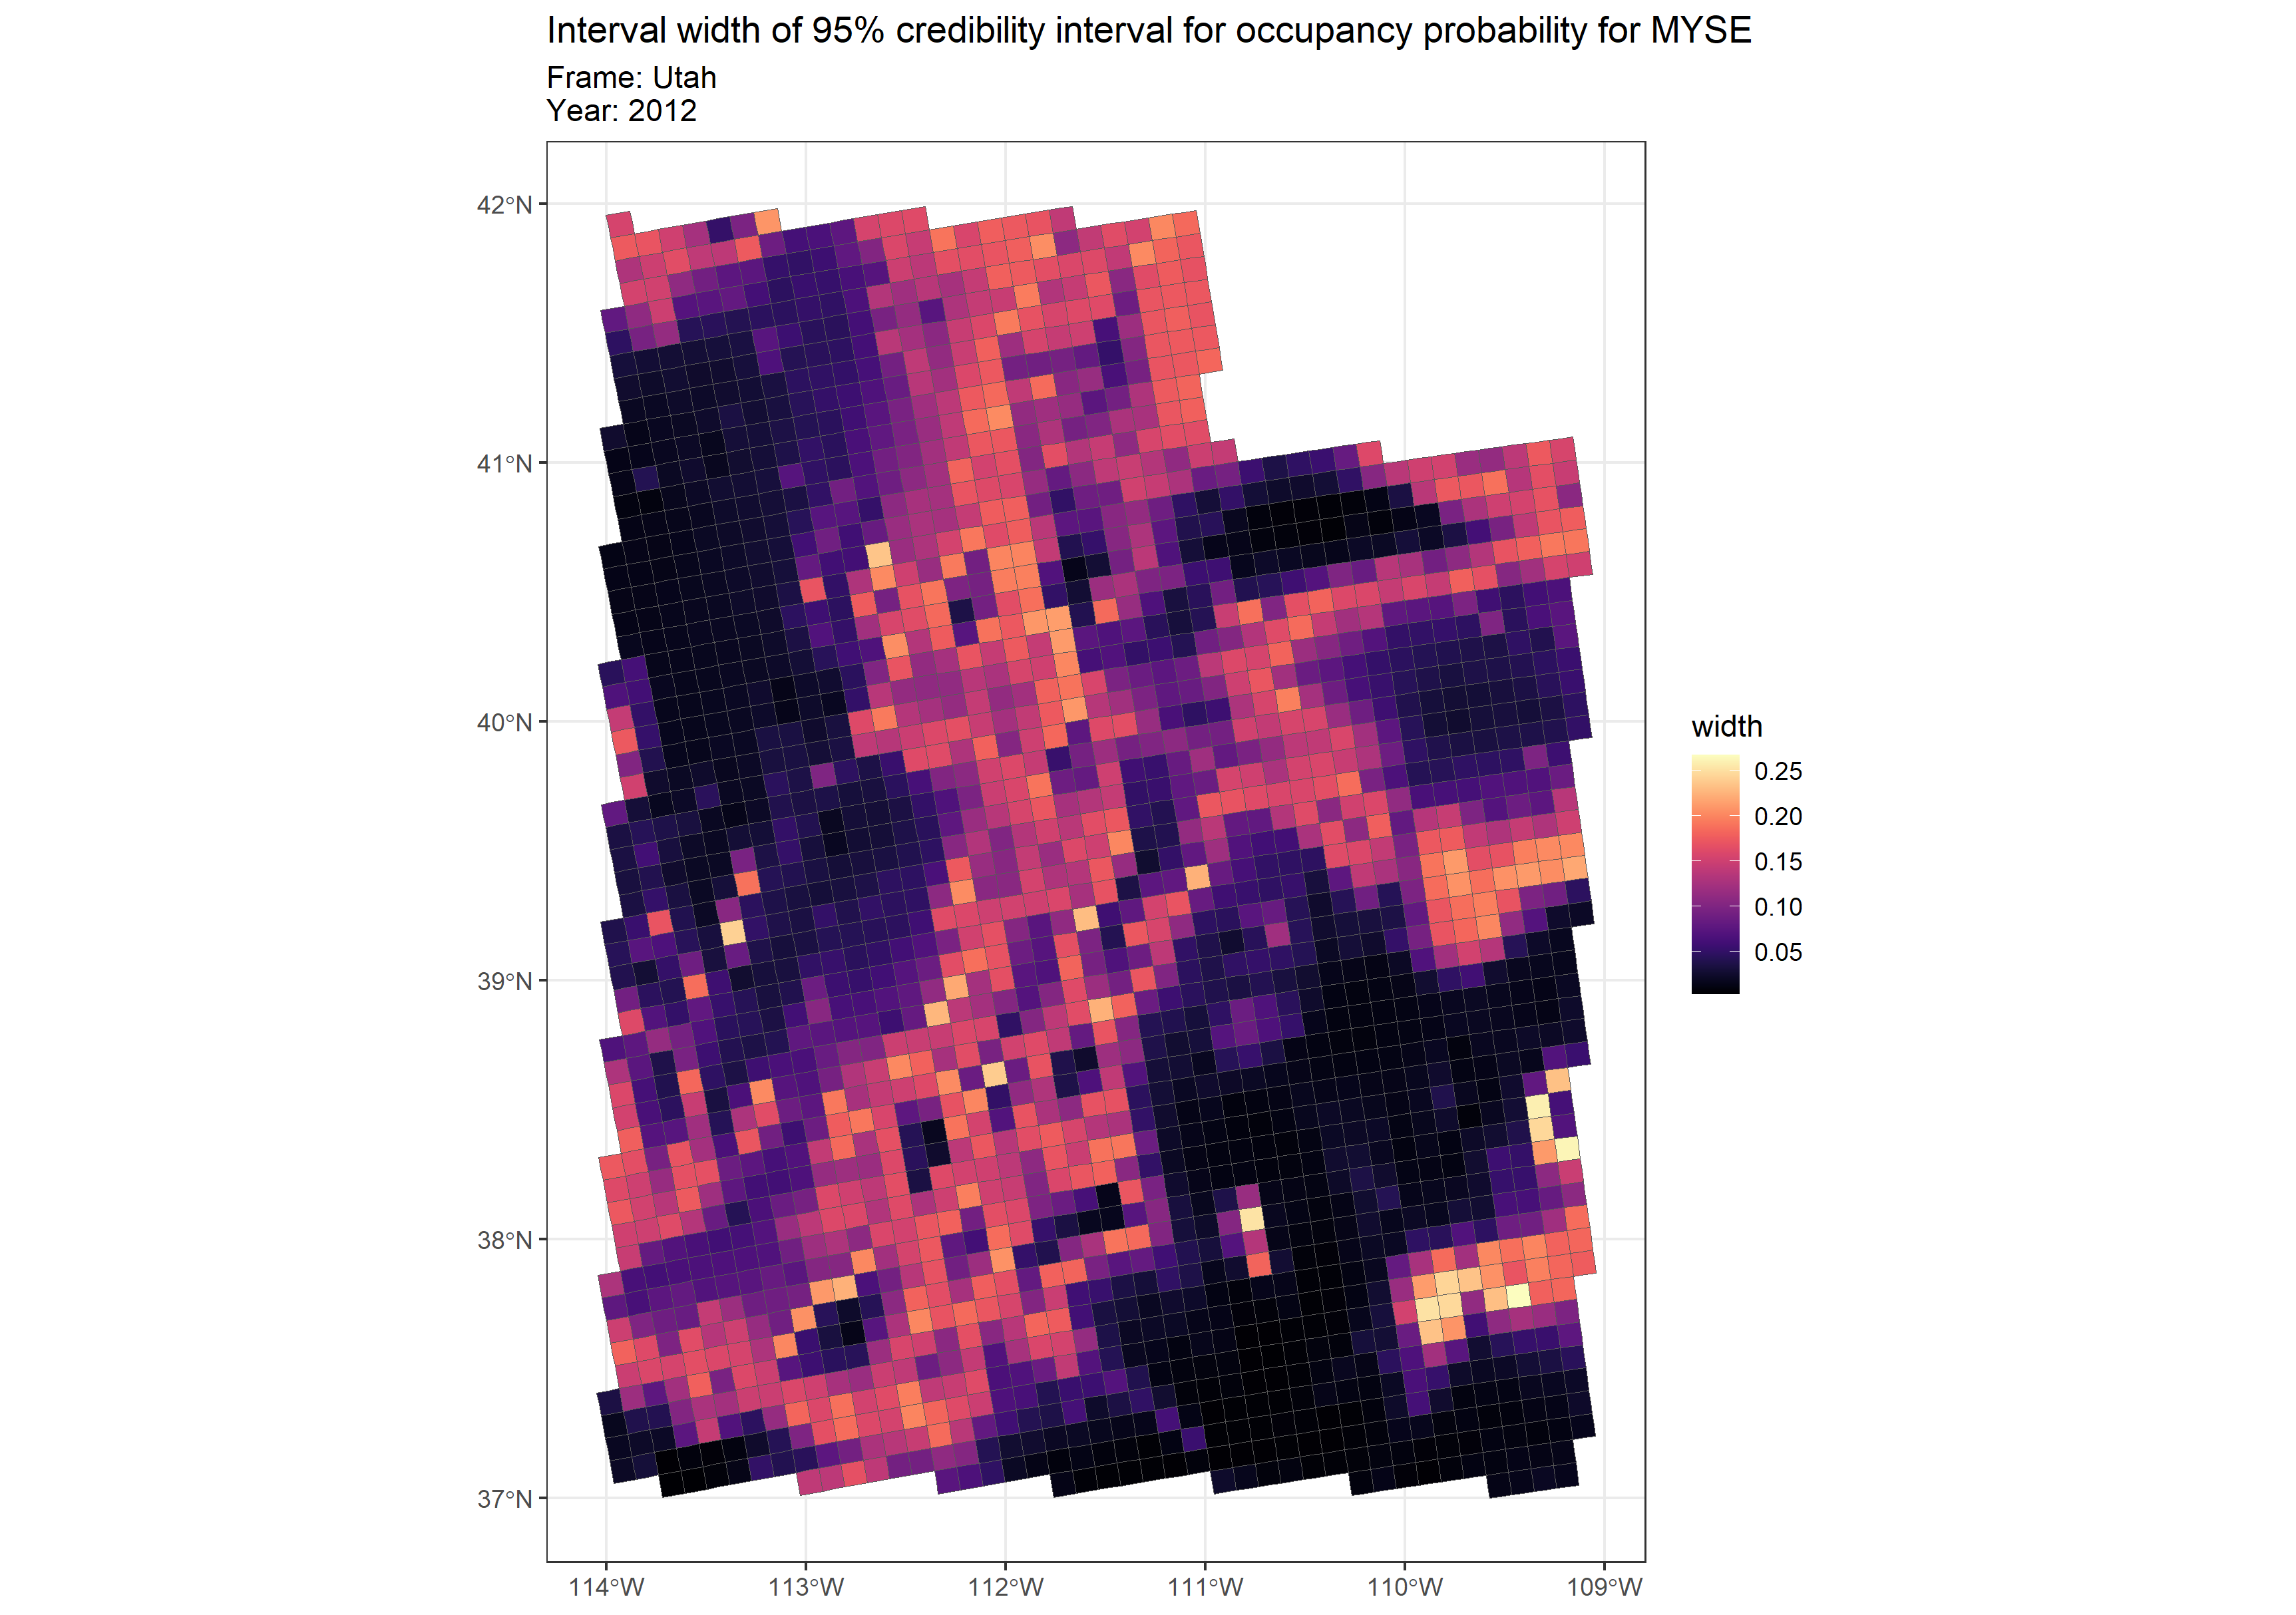 Interval width of 95% credibility interval for occupancy probability for MYSE
Frame: Utah
Year: 2012
42°N
41°N
40°N
39°N
38°N
37°N
114°W
113°W
112°W
111°W
110°W
109°W
width
0.25
0.20
0.15
0.10
0.05